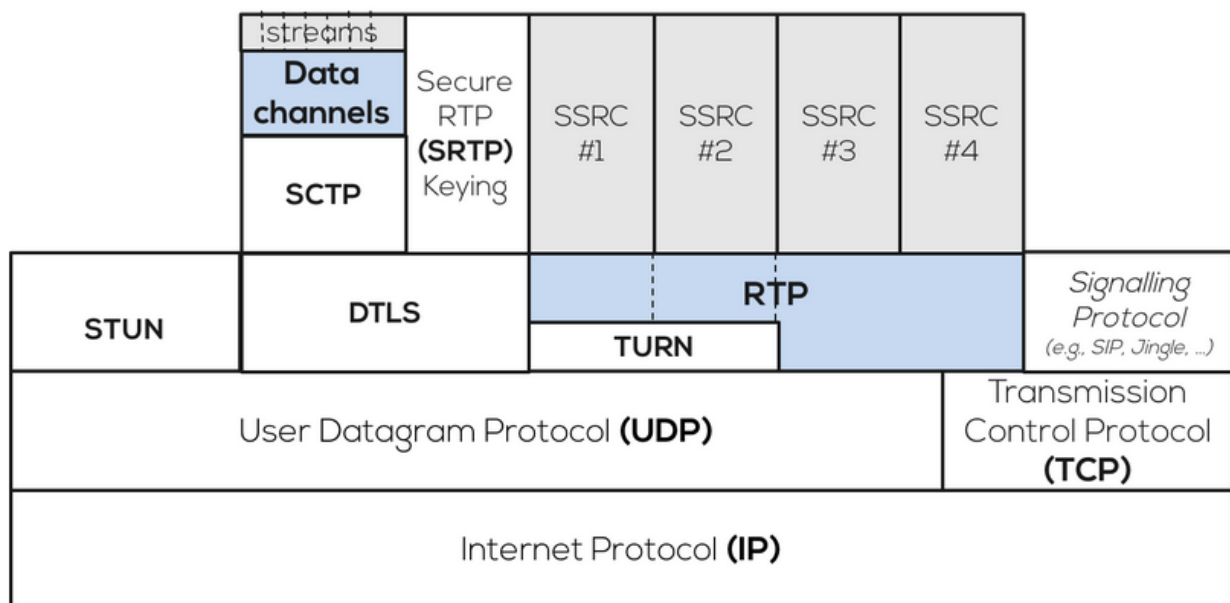 streams
Data
channels
SCTP
Secure
RTP
(SRTP)
Keying
SSRC
#1
SSRC
#2
SSRC
#3
SSRC
#4
STUN
DTLS
RTP
TURN
Signalling
Protocol
(e.g., SIP, Jingle, ...)
User Datagram Protocol (UDP)
Transmission
Control Protocol
(TCP)
Internet Protocol (IP)